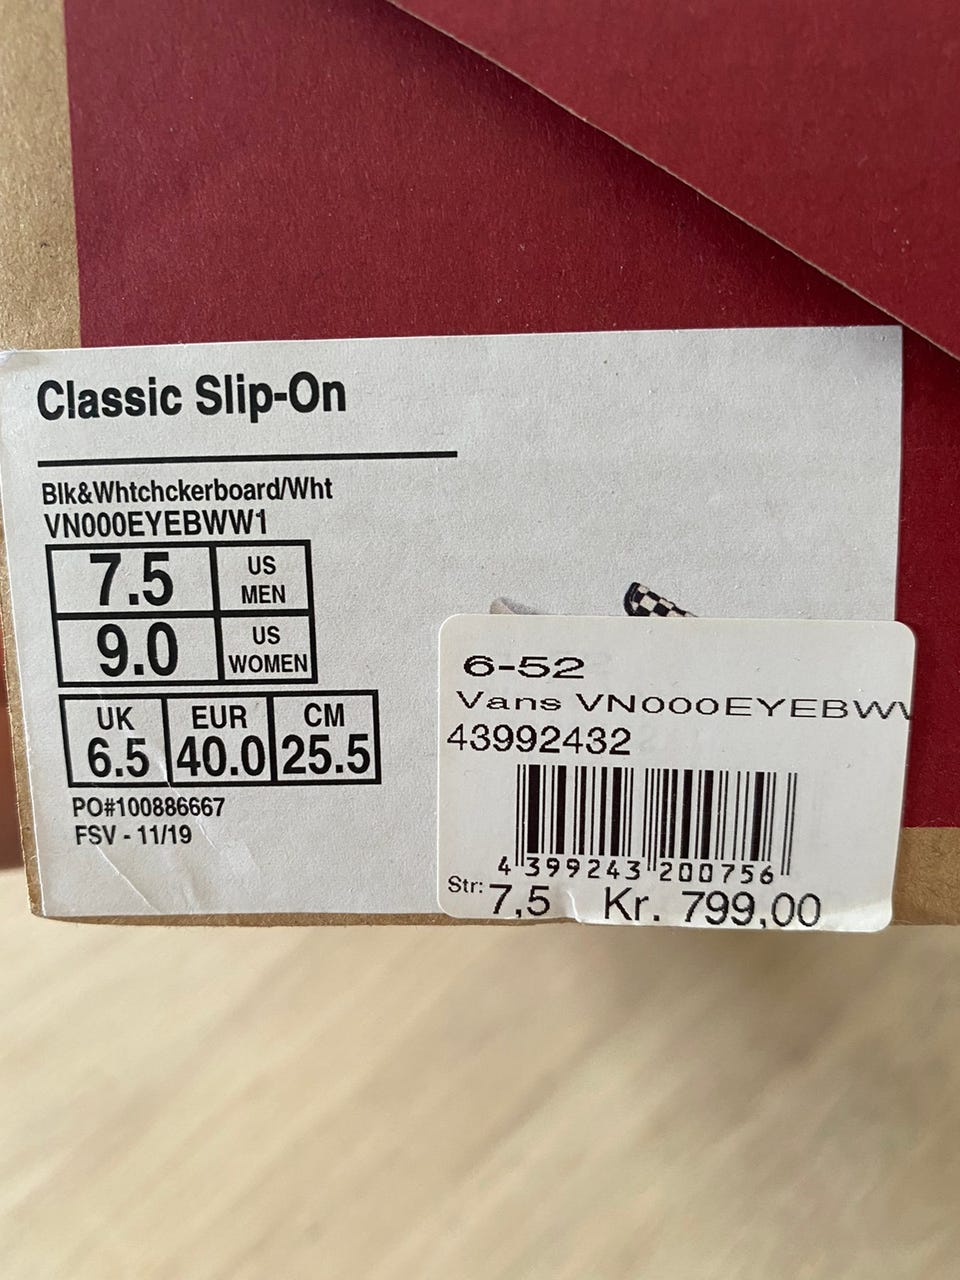 Classic Slip-On
Blk&Whtchckerboard/Wht
VN000EYEBWW1
7.5 US MEN
9.0 US WOMEN
UK EUR CM
6.5 40.0 25.5
PO#100886667
FSV - 11/19
6-52
Vans VN000EYEBW
43992432
4 399243 200756
Str: 7,5 Kr. 799,00